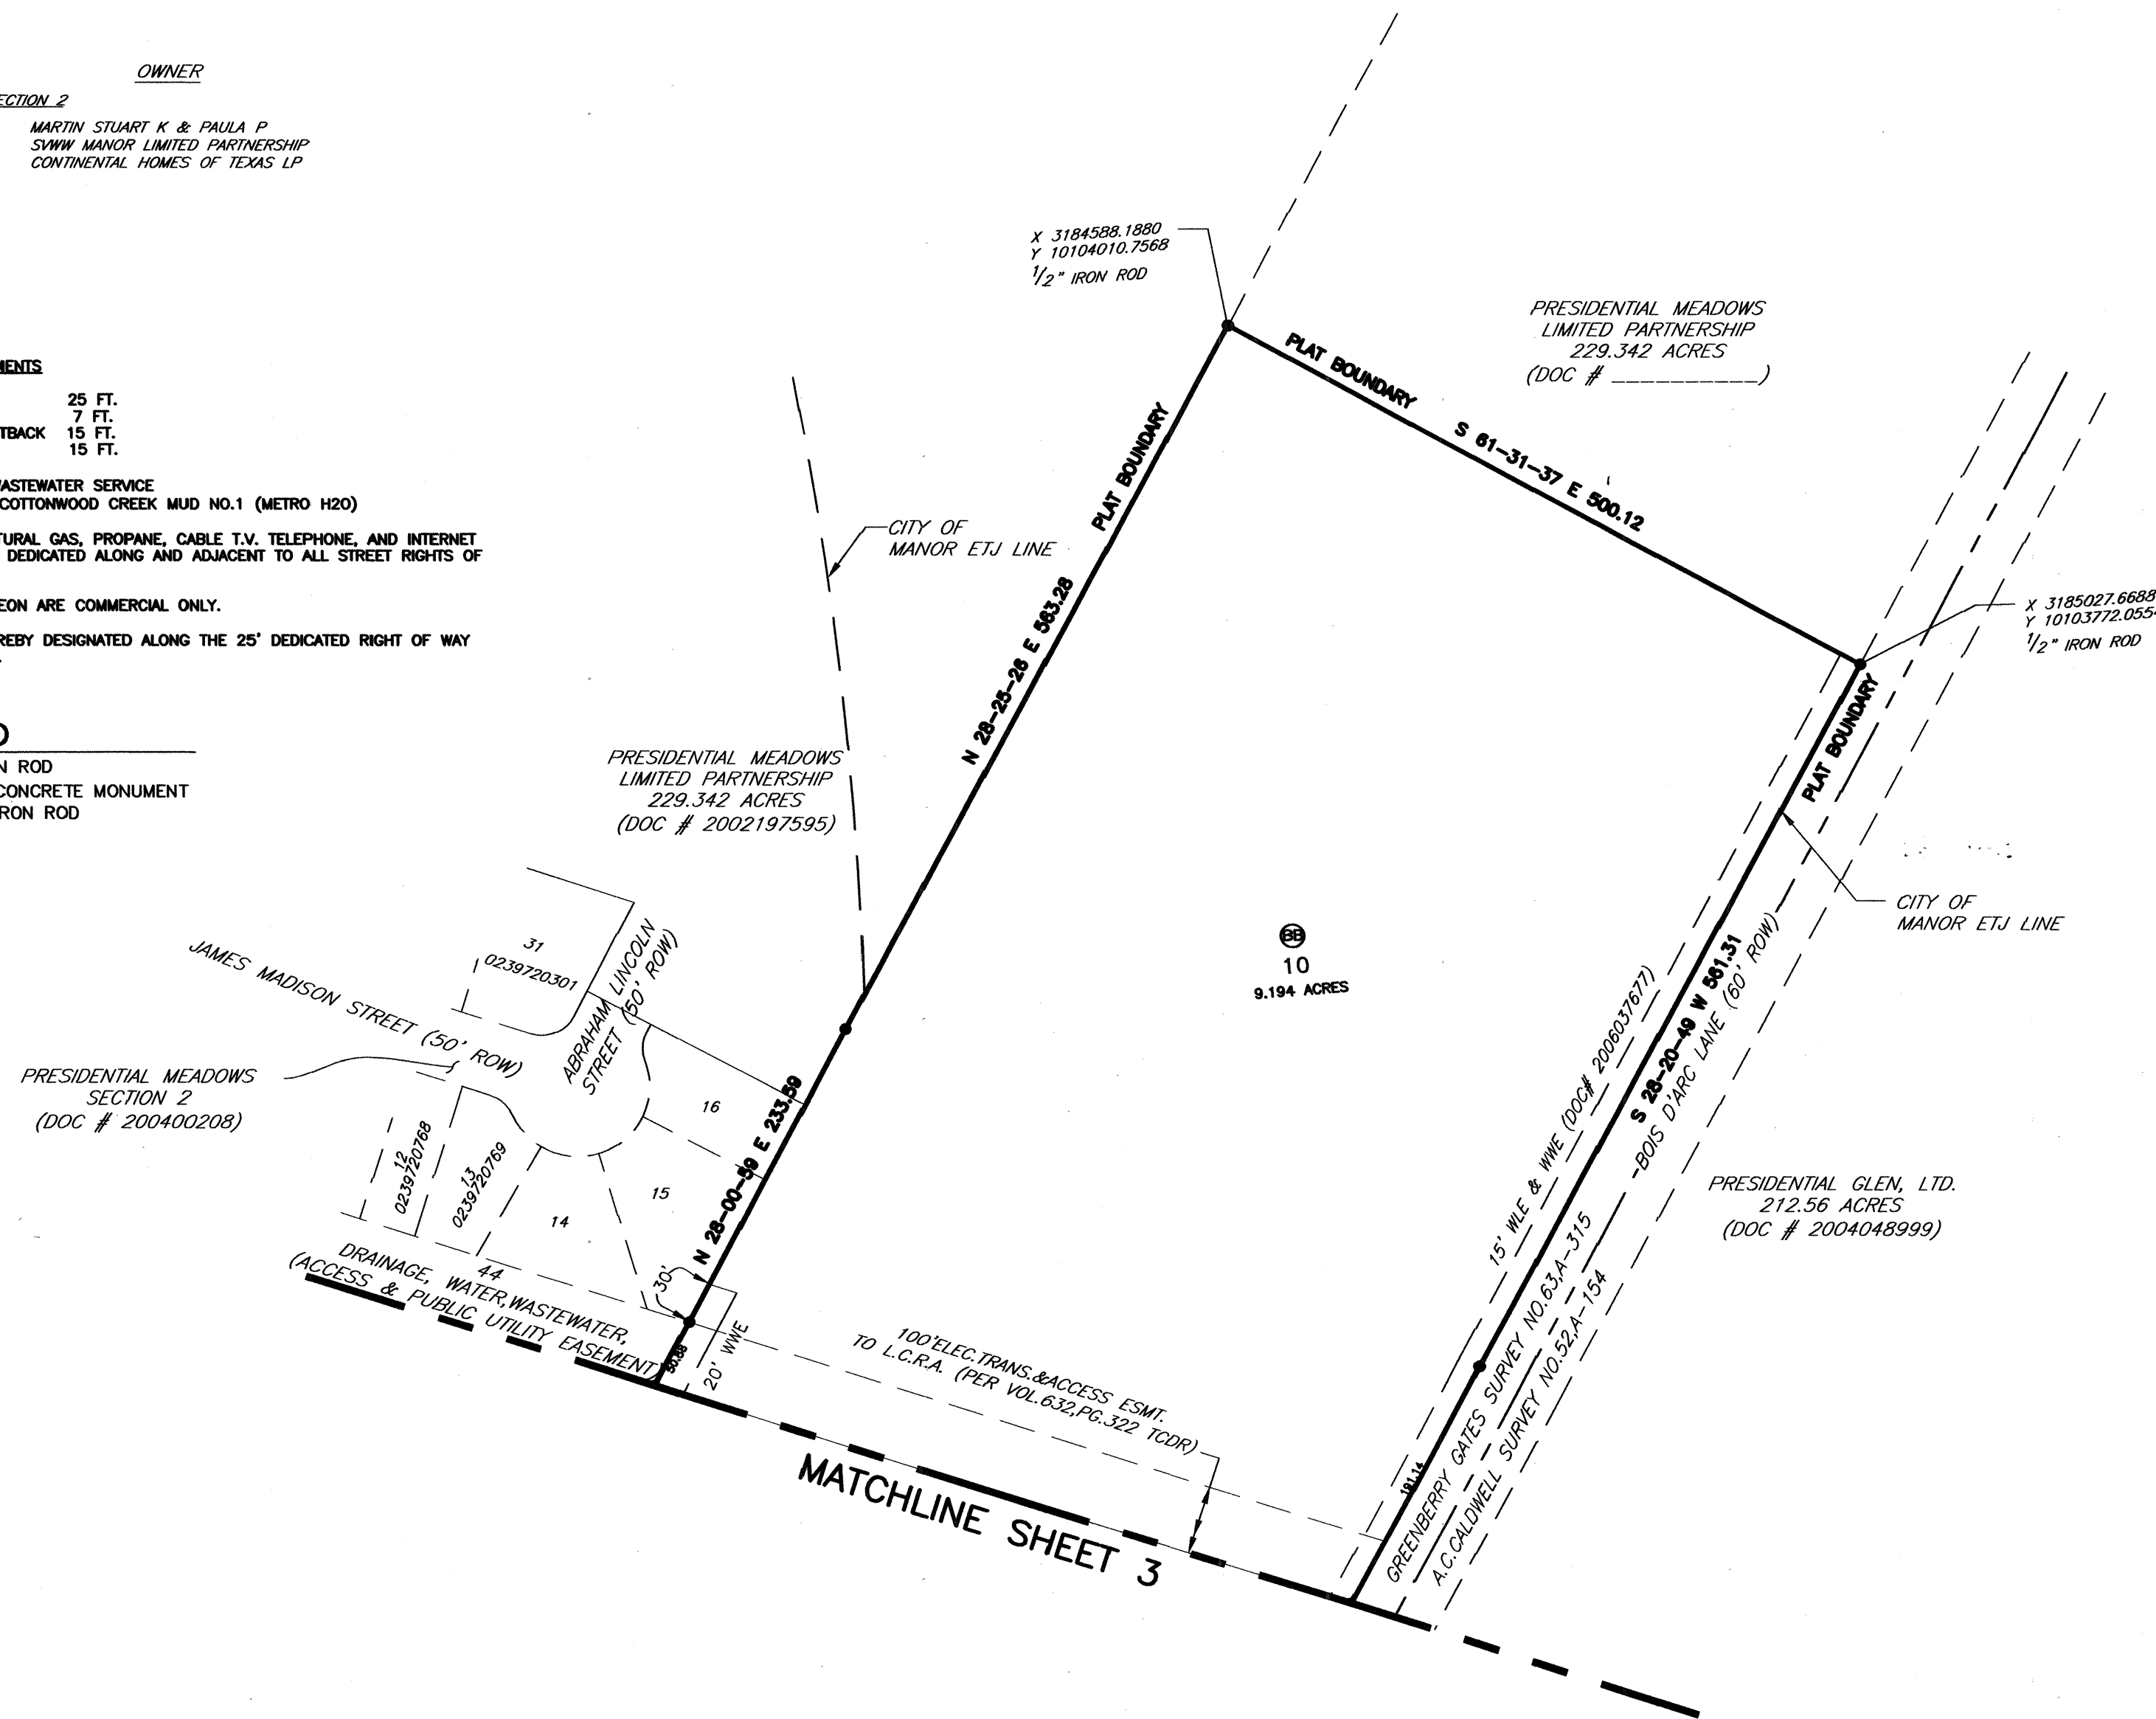 OWNER
ECTION 2
MARTIN STUART K & PAULA P
SVWW MANOR LIMITED PARTNERSHIP
CONTINENTAL HOMES OF TEXAS LP
MENTS
25 FT.
7 FT.
TBACK 15 FT.
15 FT.
WASTEWATER SERVICE
COTTONWOOD CREEK MUD NO.1 (METRO H2O)
TURAL GAS, PROPANE, CABLE T.V. TELEPHONE, AND INTERNET
DEDICATED ALONG AND ADJACENT TO ALL STREET RIGHTS OF
EON ARE COMMERCIAL ONLY.
REBY DESIGNATED ALONG THE 25' DEDICATED RIGHT OF WAY
D
N ROD
CONCRETE MONUMENT
RON ROD
X 3184588.1880
Y 10104010.7568
1/2" IRON ROD
PRESIDENTIAL MEADOWS
LIMITED PARTNERSHIP
229.342 ACRES
(DOC # __________)
PLAT BOUNDARY
S 61-31-37 E 500.12
PLAT BOUNDARY
N 28-25-26 E 563.28
CITY OF
MANOR ETJ LINE
X 3185027.6688
Y 10103772.055
1/2" IRON ROD
PLAT BOUNDARY
CITY OF
MANOR ETJ LINE
PRESIDENTIAL MEADOWS
LIMITED PARTNERSHIP
229.342 ACRES
(DOC # 2002197595)
BB
10
9.194 ACRES
31
0239720301
ABRAHAM LINCOLN
STREET (50' ROW)
JAMES MADISON STREET (50' ROW)
PRESIDENTIAL MEADOWS
SECTION 2
(DOC # 200400208)
12
0239720768
13
0239720769
14
15
16
44
N 28-00-59 E 233.59
30'
50.88
20' WWE
DRAINAGE, WATER,WASTEWATER,
(ACCESS & PUBLIC UTILITY EASEMENT)
100'ELEC.TRANS.&ACCESS ESMT.
TO L.C.R.A. (PER VOL.632,PG.322 TCDR)
MATCHLINE SHEET 3
15' WLE & WWE (DOC# 2006037677)
S 28-20-49 W 561.31
BOIS D'ARC LANE (60' ROW)
191.14
GREENBERRY GATES SURVEY NO.63,A-315
A.C.CALDWELL SURVEY NO.52,A-154
PRESIDENTIAL GLEN, LTD.
212.56 ACRES
(DOC # 2004048999)